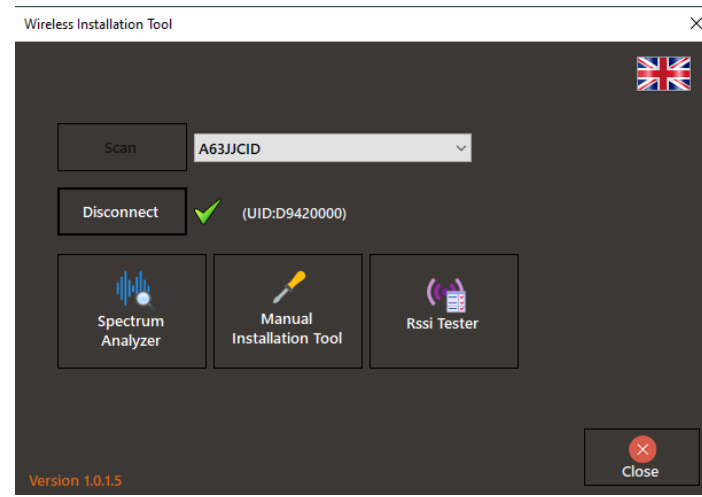 Wireless Installation Tool
Scan
A63JJCID
Disconnect
(UID:D9420000)
Spectrum
Analyzer
Manual
Installation Tool
Rssi Tester
Close
Version 1.0.1.5